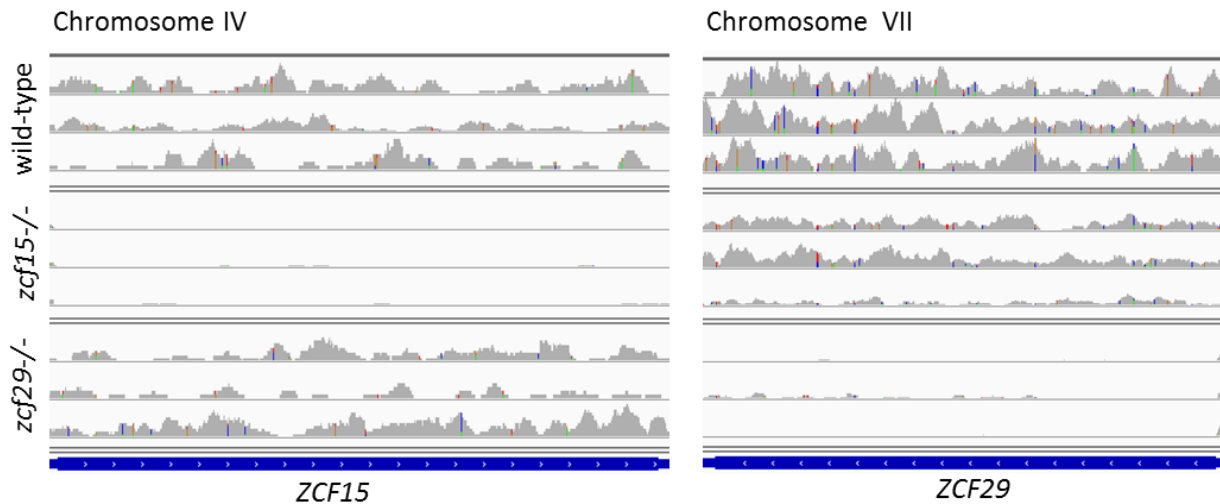 Chromosome IV
Chromosome VII
wild-type
zcf15-/-
zcf29-/-
ZCF15
ZCF29